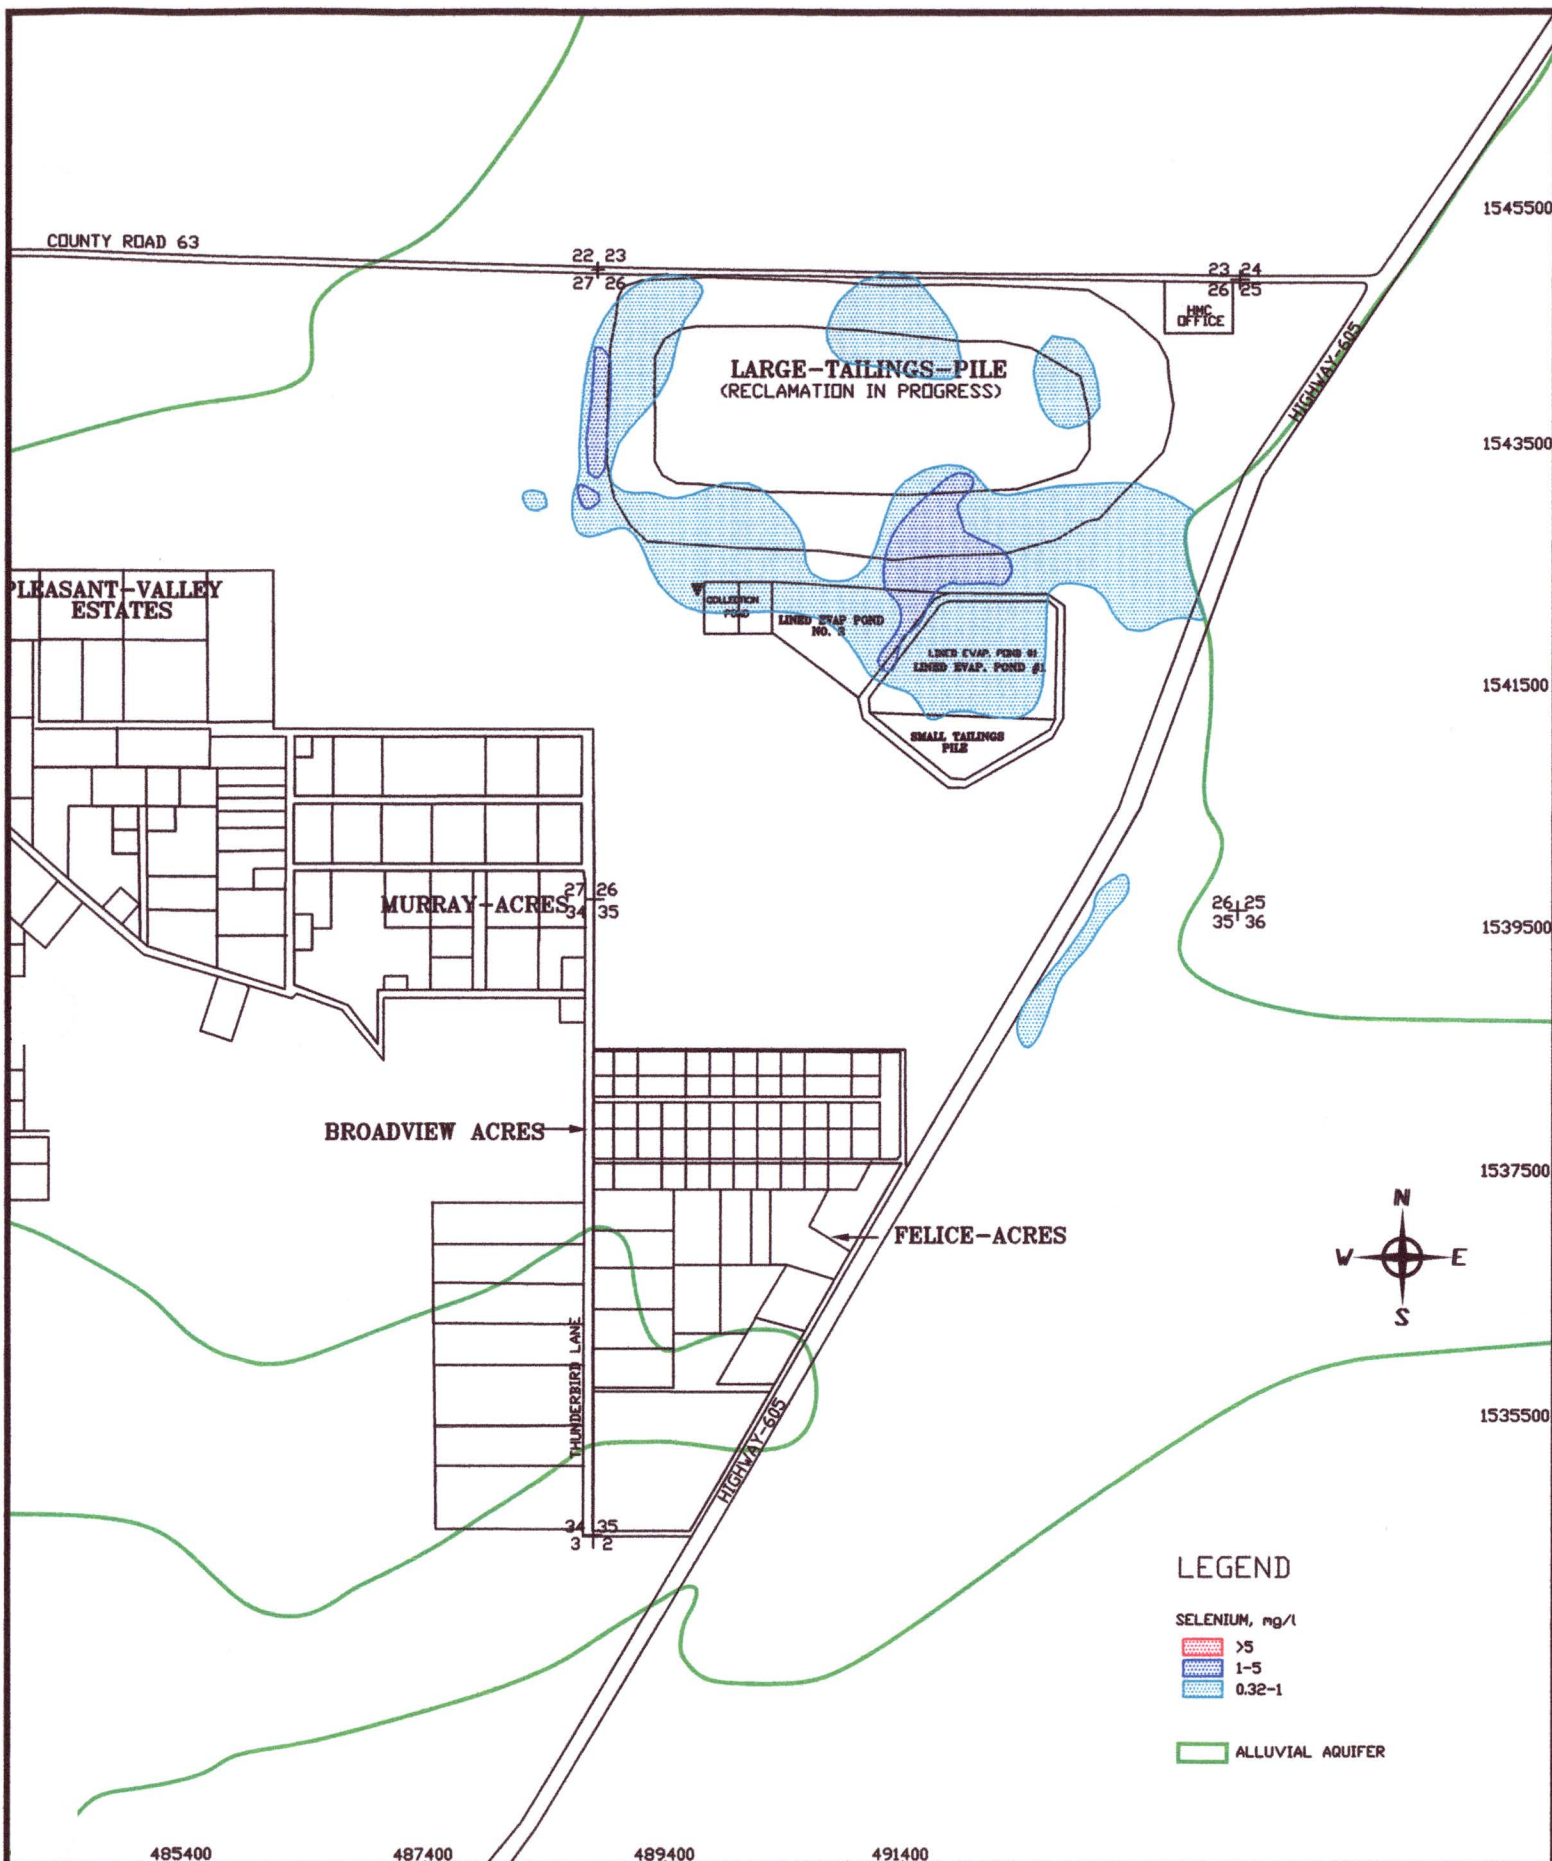 1545500
COUNTY ROAD 63
22 23
27 26
23 24
26 25
HMC
OFFICE
HIGHWAY-605
LARGE-TAILINGS-PILE
(RECLAMATION IN PROGRESS)
1543500
PLEASANT-VALLEY
ESTATES
COLLECTION
POND
LINED EVAP POND
NO.
LINED EVAP. POND #1
LINED EVAP. POND #1
1541500
SMALL TAILINGS
PILE
MURRAY-ACRES
27 26
34 35
26 25
35 36
1539500
BROADVIEW ACRES
1537500
FELICE-ACRES
N
W E
S
THUNDERBIRD LANE
HIGHWAY-605
1535500
34 35
3 2
LEGEND
SELENIUM, mg/l
>5
1-5
0.32-1
ALLUVIAL AQUIFER
485400 487400 489400 491400